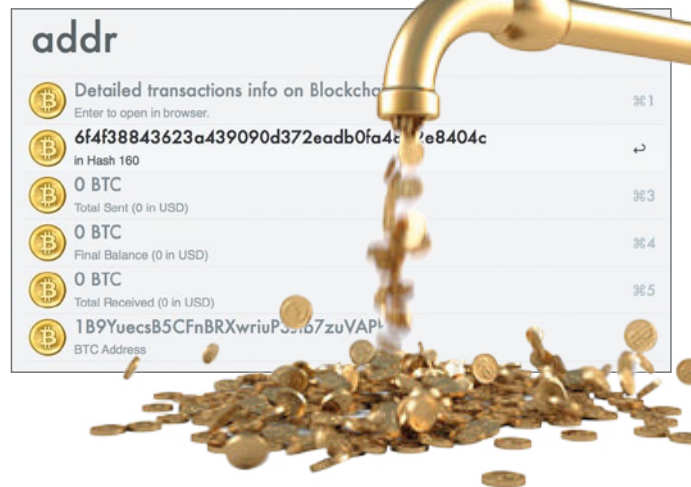 addr
Detailed transactions info on
Enter to open in browser.
⌘1
in Hash 160
↩
0 BTC
Total Sent (0 in USD)
⌘3
0 BTC
Final Balance (0 in USD)
⌘4
0 BTC
Total Received (0 in USD)
⌘5
BTC Address